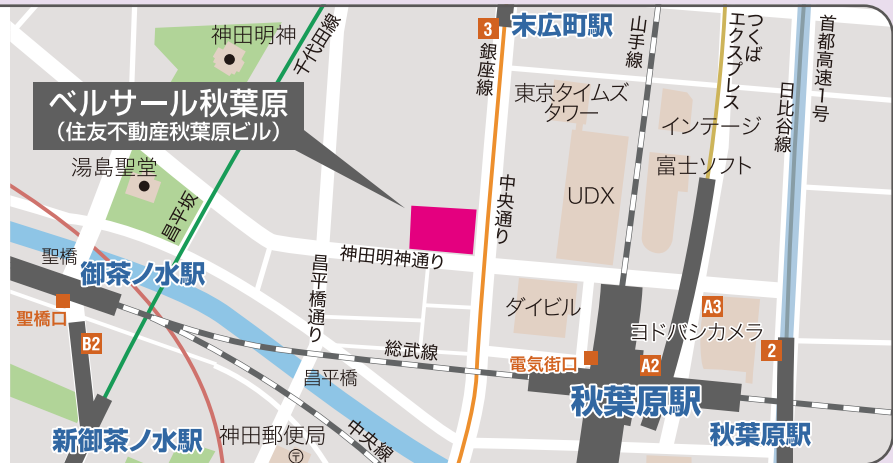 神田明神
千代田線
3
末広町駅
銀座線
山手線
つくば
エクスプレス
首都高速1号
日比谷線
ベルサール秋葉原
(住友不動産秋葉原ビル)
東京タイムズ
タワー
インテージ
富士ソフト
湯島聖堂
昌平坂
UDX
中央通り
聖橋
御茶ノ水駅
神田明神通り
昌平橋通り
ダイビル
A3
ヨドバシカメラ
聖橋口
B2
総武線
電気街口
A2
2
昌平橋
秋葉原駅
秋葉原駅
新御茶ノ水駅
神田郵便局
〒
中央線